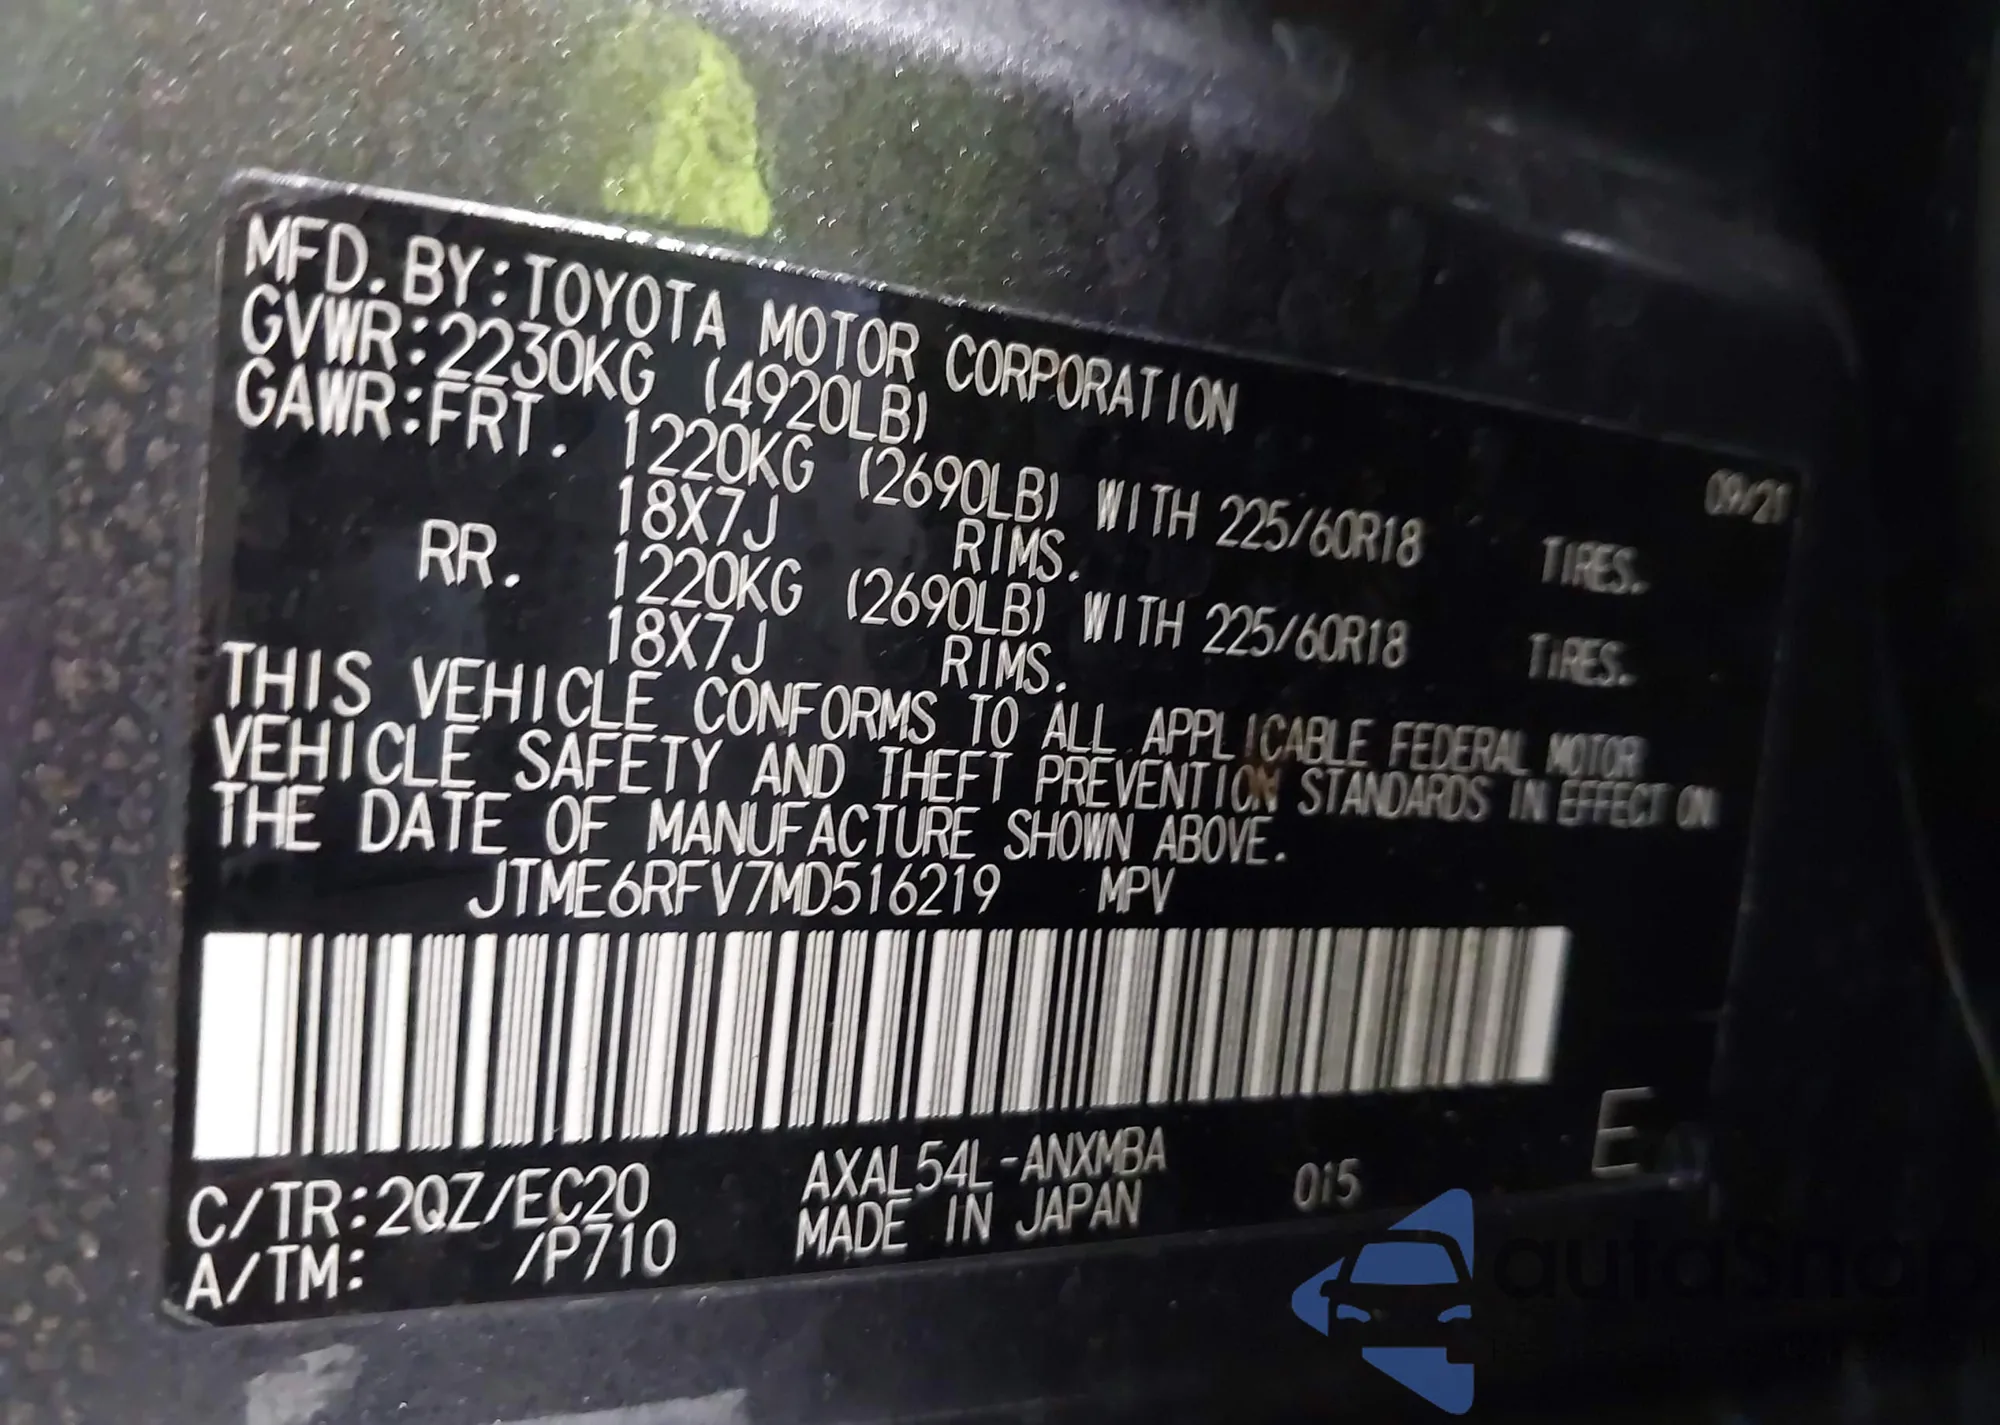 MFD. BY: TOYOTA MOTOR CORPORATION
GVWR: 2230KG (4920LB) 09/21
GAWR: FRT. 1220KG (2690LB) WITH 225/60R18 TIRES.
18X7J RIMS.
RR. 1220KG (2690LB) WITH 225/60R18 TIRES.
18X7J RIMS.
THIS VEHICLE CONFORMS TO ALL APPLICABLE FEDERAL MOTOR
VEHICLE SAFETY AND THEFT PREVENTION STANDARDS IN EFFECT ON
THE DATE OF MANUFACTURE SHOWN ABOVE.
JTME6RFV7MD516219 MPV
E
C/TR: 2QZ/EC20 AXAL54L-ANXMBA 015
A/TM: /P710 MADE IN JAPAN
autoshop